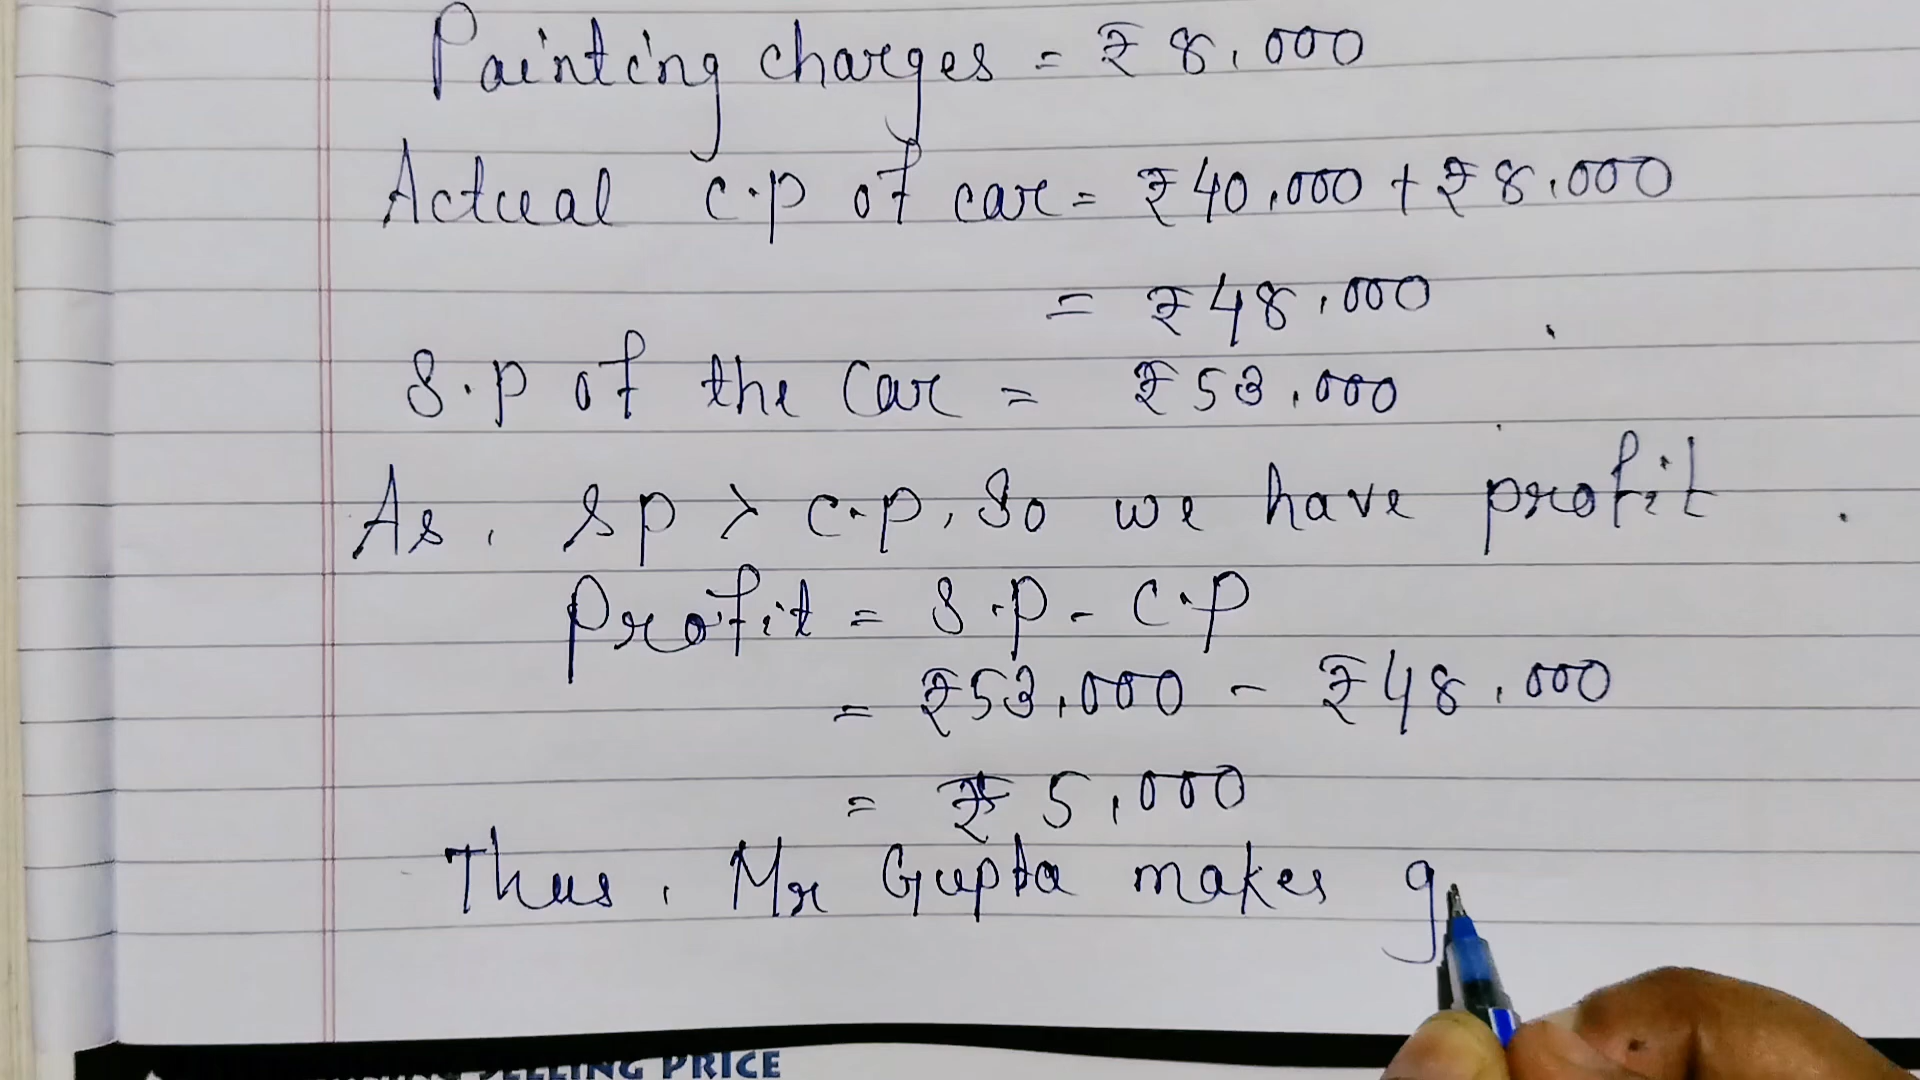 Painting charges = ₹ 8,000
Actual c.p of car = ₹ 40,000 + ₹ 8,000
= ₹ 48,000
S.P of the Car = ₹ 53,000
As, SP > C.P, So we have profit
Profit = S.P - C.P
= ₹ 53,000 - ₹ 48,000
= ₹ 5,000
Thus, Mr Gupta makes g
SELLING PRICE